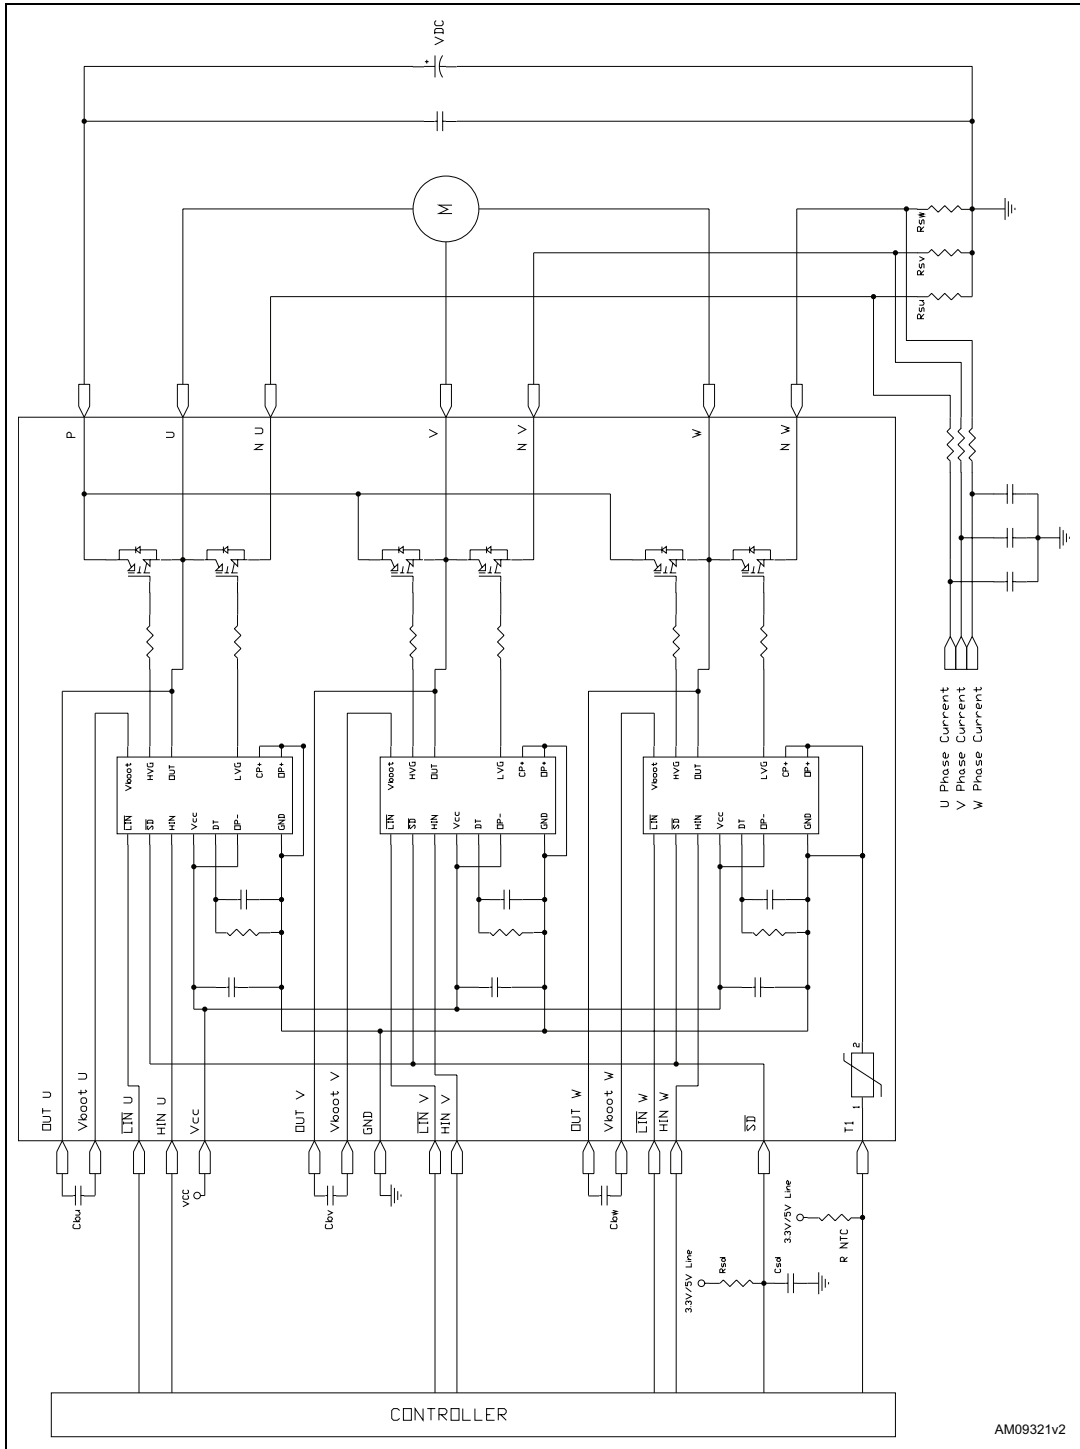 VDC
+
M
Rsw
Rsv
Rsu
P
U
N U
V
N V
W
N W
U Phase Current
V Phase Current
W Phase Current
Vboot
HVG
OUT
LVG
CP+
OP+
LIN
SD
HIN
Vcc
DT
OP-
GND
Vboot
HVG
OUT
LVG
CP+
OP+
LIN
SD
HIN
Vcc
DT
OP-
GND
Vboot
HVG
OUT
LVG
CP+
OP+
LIN
SD
HIN
Vcc
DT
OP-
GND
2
1
OUT U
Vboot U
LIN U
HIN U
Vcc
OUT V
Vboot V
GND
LIN V
HIN V
OUT W
Vboot W
LIN W
HIN W
SD
T1
Cbu
VCC
Cbv
Cbw
3.3V/5V Line
R NTC
3.3V/5V Line
Rsd
Csd
CONTROLLER
AM09321v2